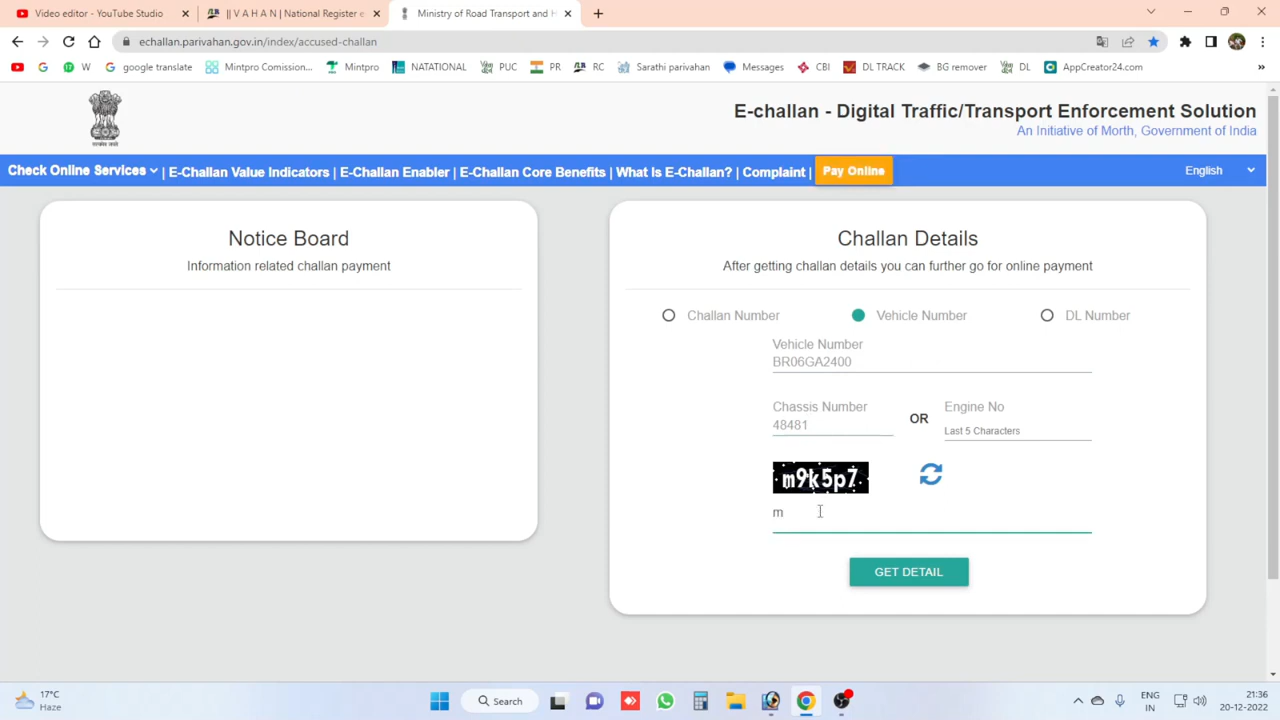 Video editor - YouTube Studio
|| V A H A N | National Register e
Ministry of Road Transport and H
echallan.parivahan.gov.in/index/accused-challan
W
google translate
Mintpro Comission...
Mintpro
NATATIONAL
PUC
PR
RC
Sarathi parivahan
Messages
CBI
DL TRACK
BG remover
DL
AppCreator24.com
»
E-challan - Digital Traffic/Transport Enforcement Solution
An Initiative of Morth, Government of India
Check Online Services | E-Challan Value Indicators | E-Challan Enabler | E-Challan Core Benefits | What Is E-Challan? | Complaint | Pay Online
English
Notice Board
Information related challan payment
Challan Details
After getting challan details you can further go for online payment
Challan Number
Vehicle Number
DL Number
Vehicle Number
BR06GA2400
Chassis Number
48481
OR
Engine No
Last 5 Characters
m9k5p7
m
GET DETAIL
17°C
Haze
Search
ENG
IN
21:36
20-12-2022